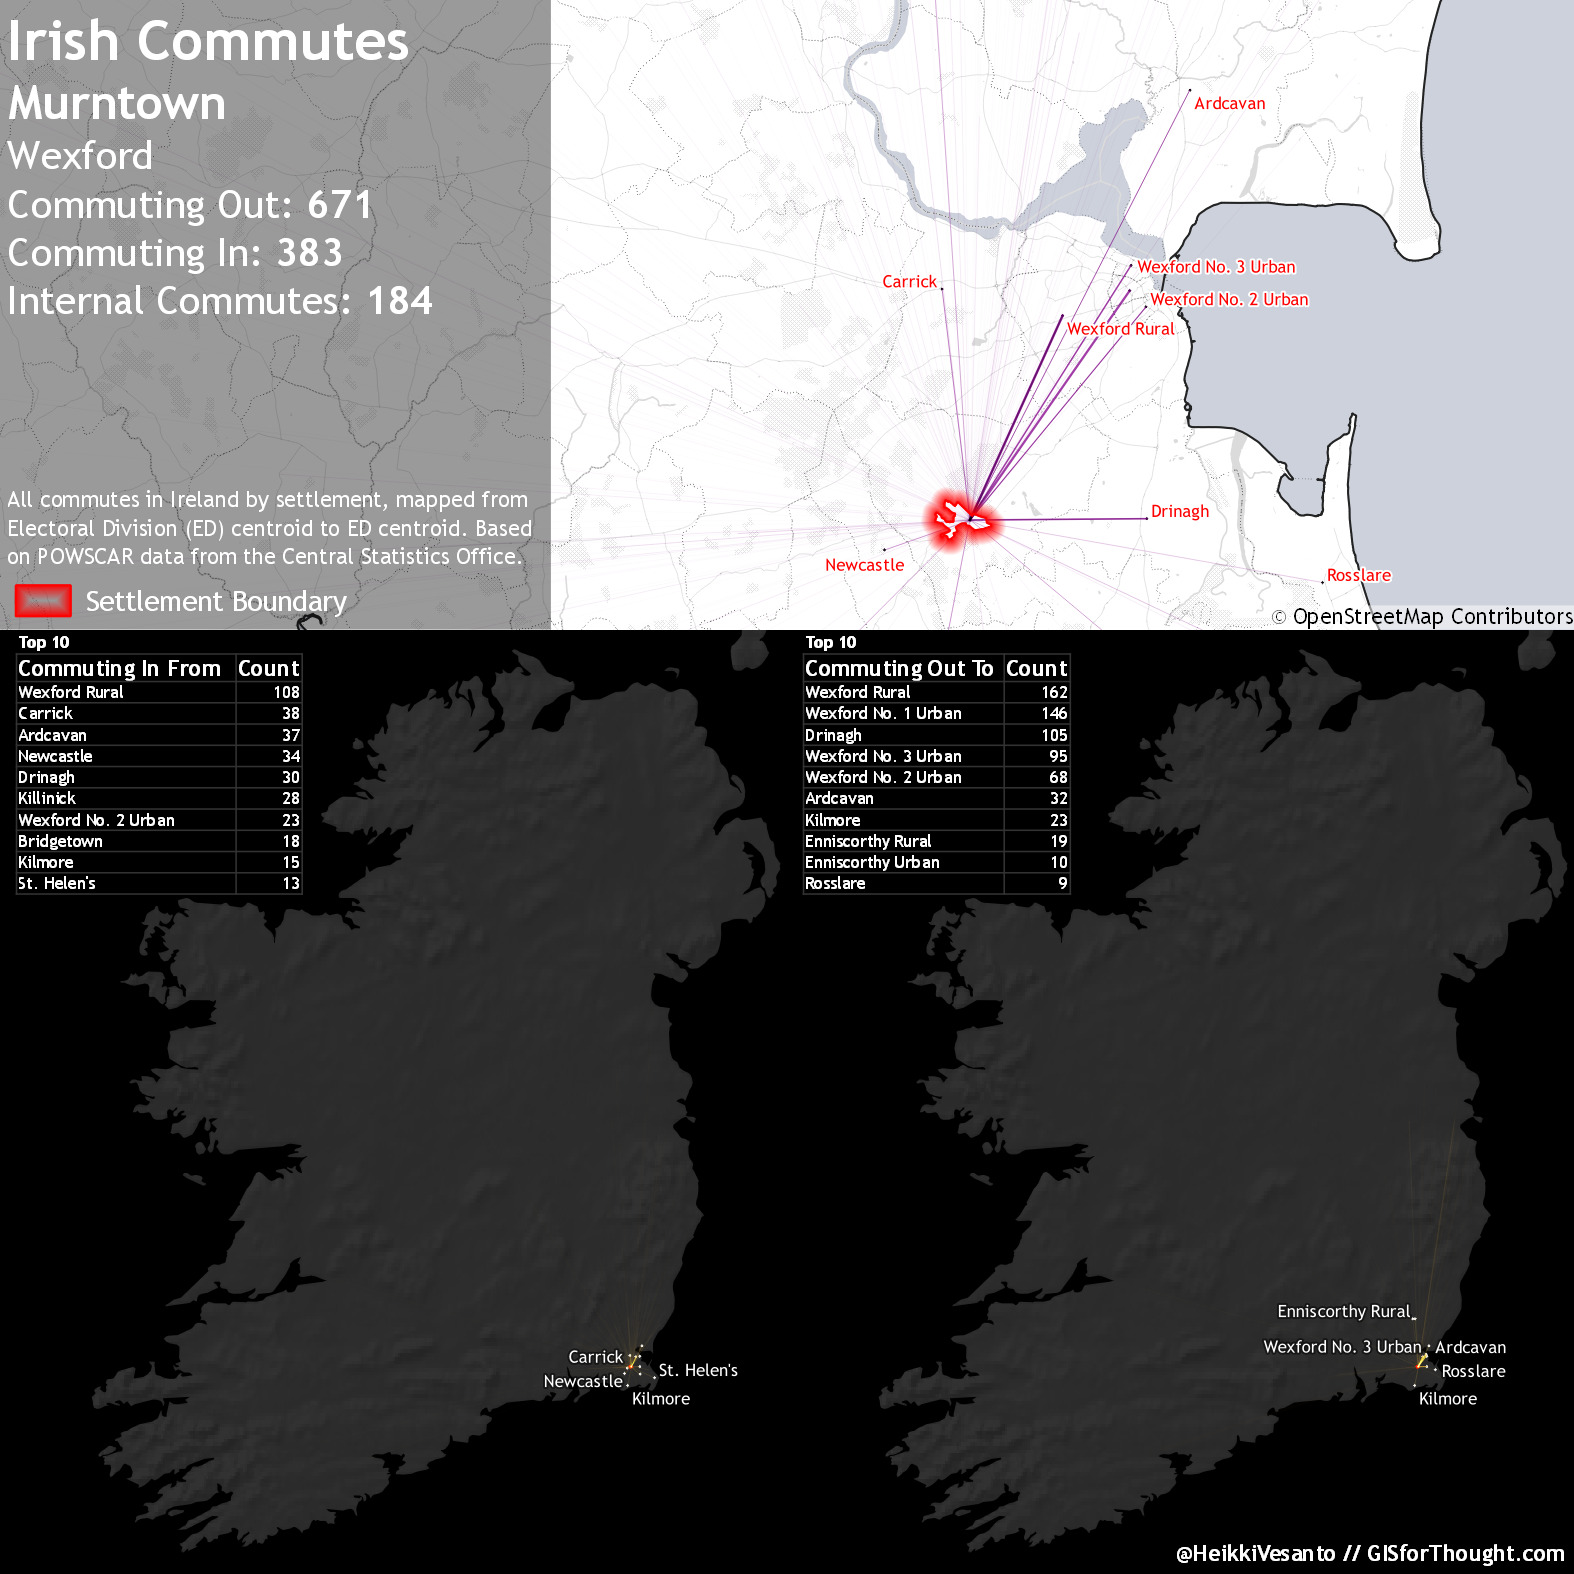 Irish Commutes
Murntown
Wexford
Commuting Out: 671
Commuting In: 383
Internal Commutes: 184
All commutes in Ireland by settlement, mapped from
Electoral Division (ED) centroid to ED centroid. Based
on POWSCAR data from the Central Statistics Office.
Settlement Boundary
Ardcavan
Wexford No. 3 Urban
Carrick
Wexford No. 2 Urban
Wexford Rural
Drinagh
Newcastle
Rosslare
© OpenStreetMap Contributors
Top 10
Commuting In From Count
Wexford Rural 108
Carrick 38
Ardcavan 37
Newcastle 34
Drinagh 30
Killinick 28
Wexford No. 2 Urban 23
Bridgetown 18
Kilmore 15
St. Helen's 13
Carrick
St. Helen's
Newcastle
Kilmore
Top 10
Commuting Out To Count
Wexford Rural 162
Wexford No. 1 Urban 146
Drinagh 105
Wexford No. 3 Urban 95
Wexford No. 2 Urban 68
Ardcavan 32
Kilmore 23
Enniscorthy Rural 19
Enniscorthy Urban 10
Rosslare 9
Enniscorthy Rural
Wexford No. 3 Urban
Ardcavan
Rosslare
Kilmore
@HeikkiVesanto // GISforThought.com